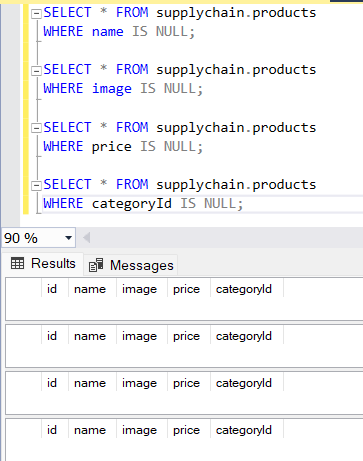 SELECT * FROM supplychain.products
WHERE name IS NULL;
SELECT * FROM supplychain.products
WHERE image IS NULL;
SELECT * FROM supplychain.products
WHERE price IS NULL;
SELECT * FROM supplychain.products
WHERE categoryId IS NULL;
90 %
Results Messages
id name image price categoryId
id name image price categoryId
id name image price categoryId
id name image price categoryId